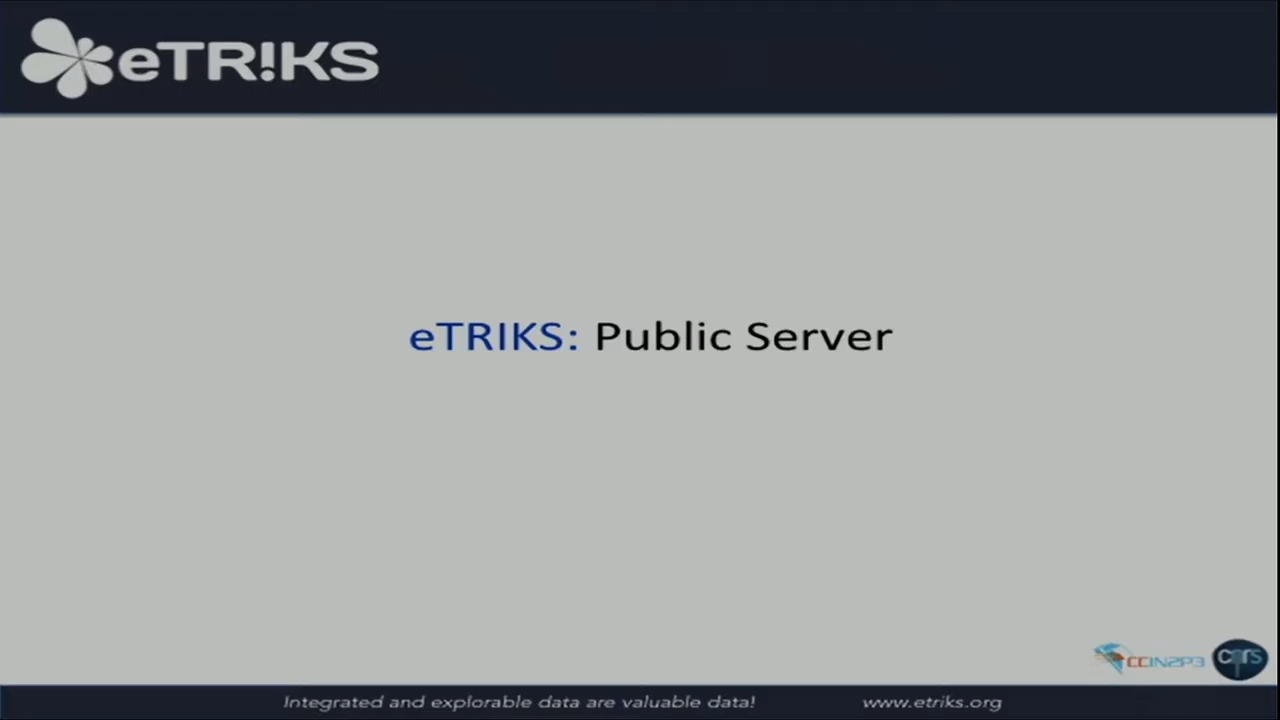 eTR!KS
eTRIKS: Public Server
CCIN2P3
cnrs
Integrated and explorable data are valuable data!
www.etriks.org